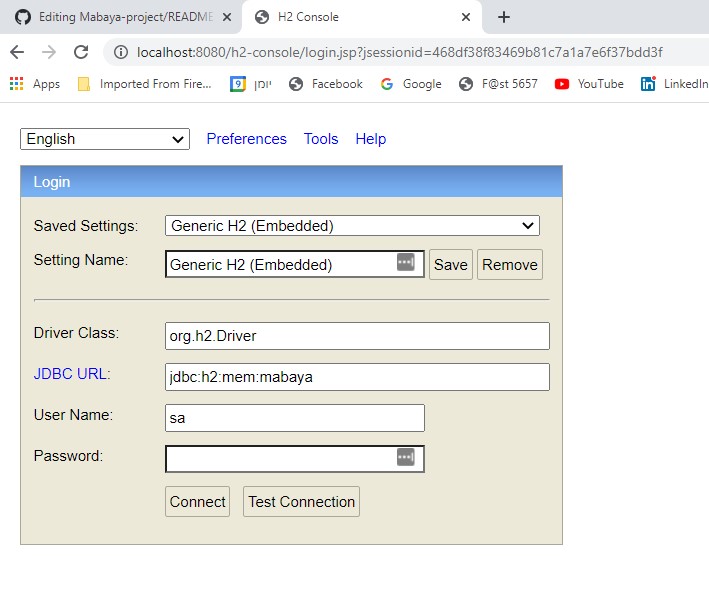 Editing Mabaya-project/README
H2 Console
localhost:8080/h2-console/login.jsp?jsessionid=468df38f83469b81c7a1a7e6f37bdd3f
Apps Imported From Fire... 9 יומן Facebook G Google F@st 5657 YouTube in LinkedIn
English Preferences Tools Help
Login
Saved Settings: Generic H2 (Embedded)
Setting Name: Generic H2 (Embedded) Save Remove
Driver Class: org.h2.Driver
JDBC URL: jdbc:h2:mem:mabaya
User Name: sa
Password:
Connect Test Connection